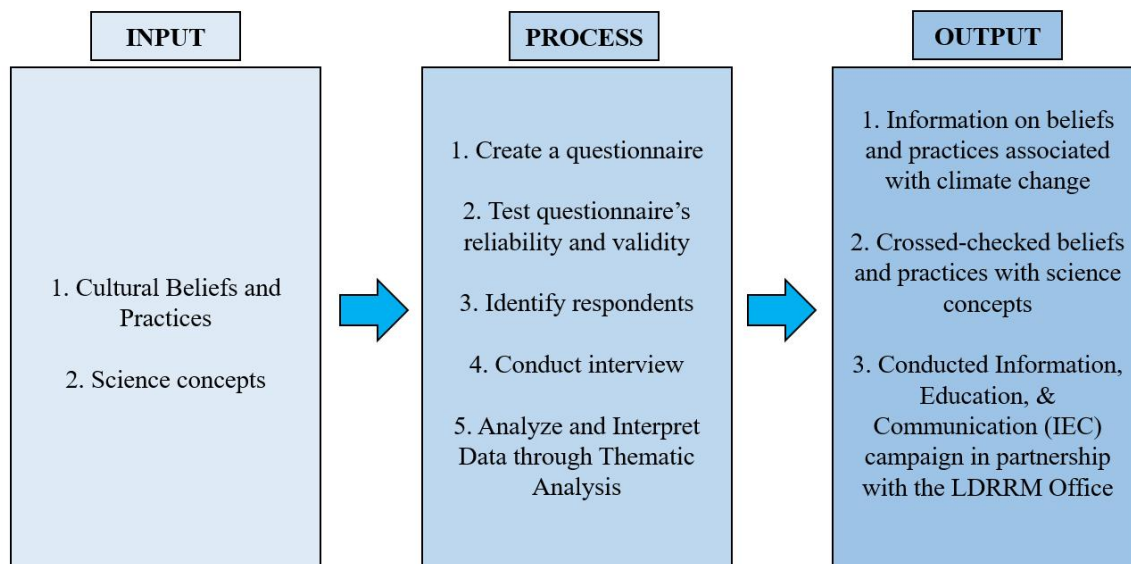 INPUT
1. Cultural Beliefs and
Practices
2. Science concepts
PROCESS
1. Create a questionnaire
2. Test questionnaire’s
reliability and validity
3. Identify respondents
4. Conduct interview
5. Analyze and Interpret
Data through Thematic
Analysis
OUTPUT
1. Information on beliefs
and practices associated
with climate change
2. Crossed-checked beliefs
and practices with science
concepts
3. Conducted Information,
Education, &
Communication (IEC)
campaign in partnership
with the LDRRM Office